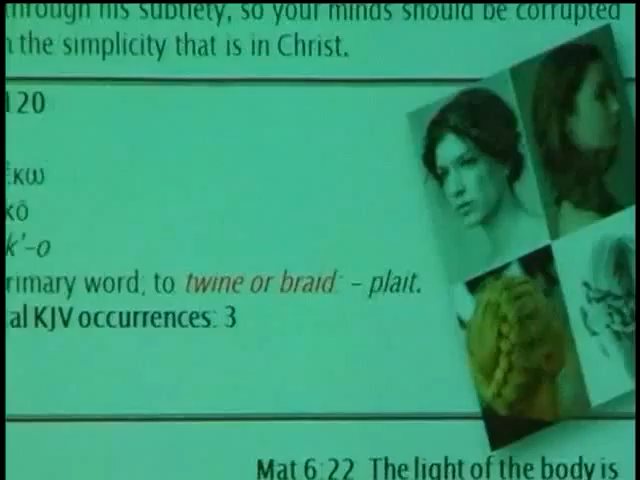 through his subtlety, so your minds should be corrupted
the simplicity that is in Christ.
120
έκω
kō
k'-o
rimary word; to twine or braid: – plait.
al KJV occurrences: 3
Mat 6:22 The light of the body is